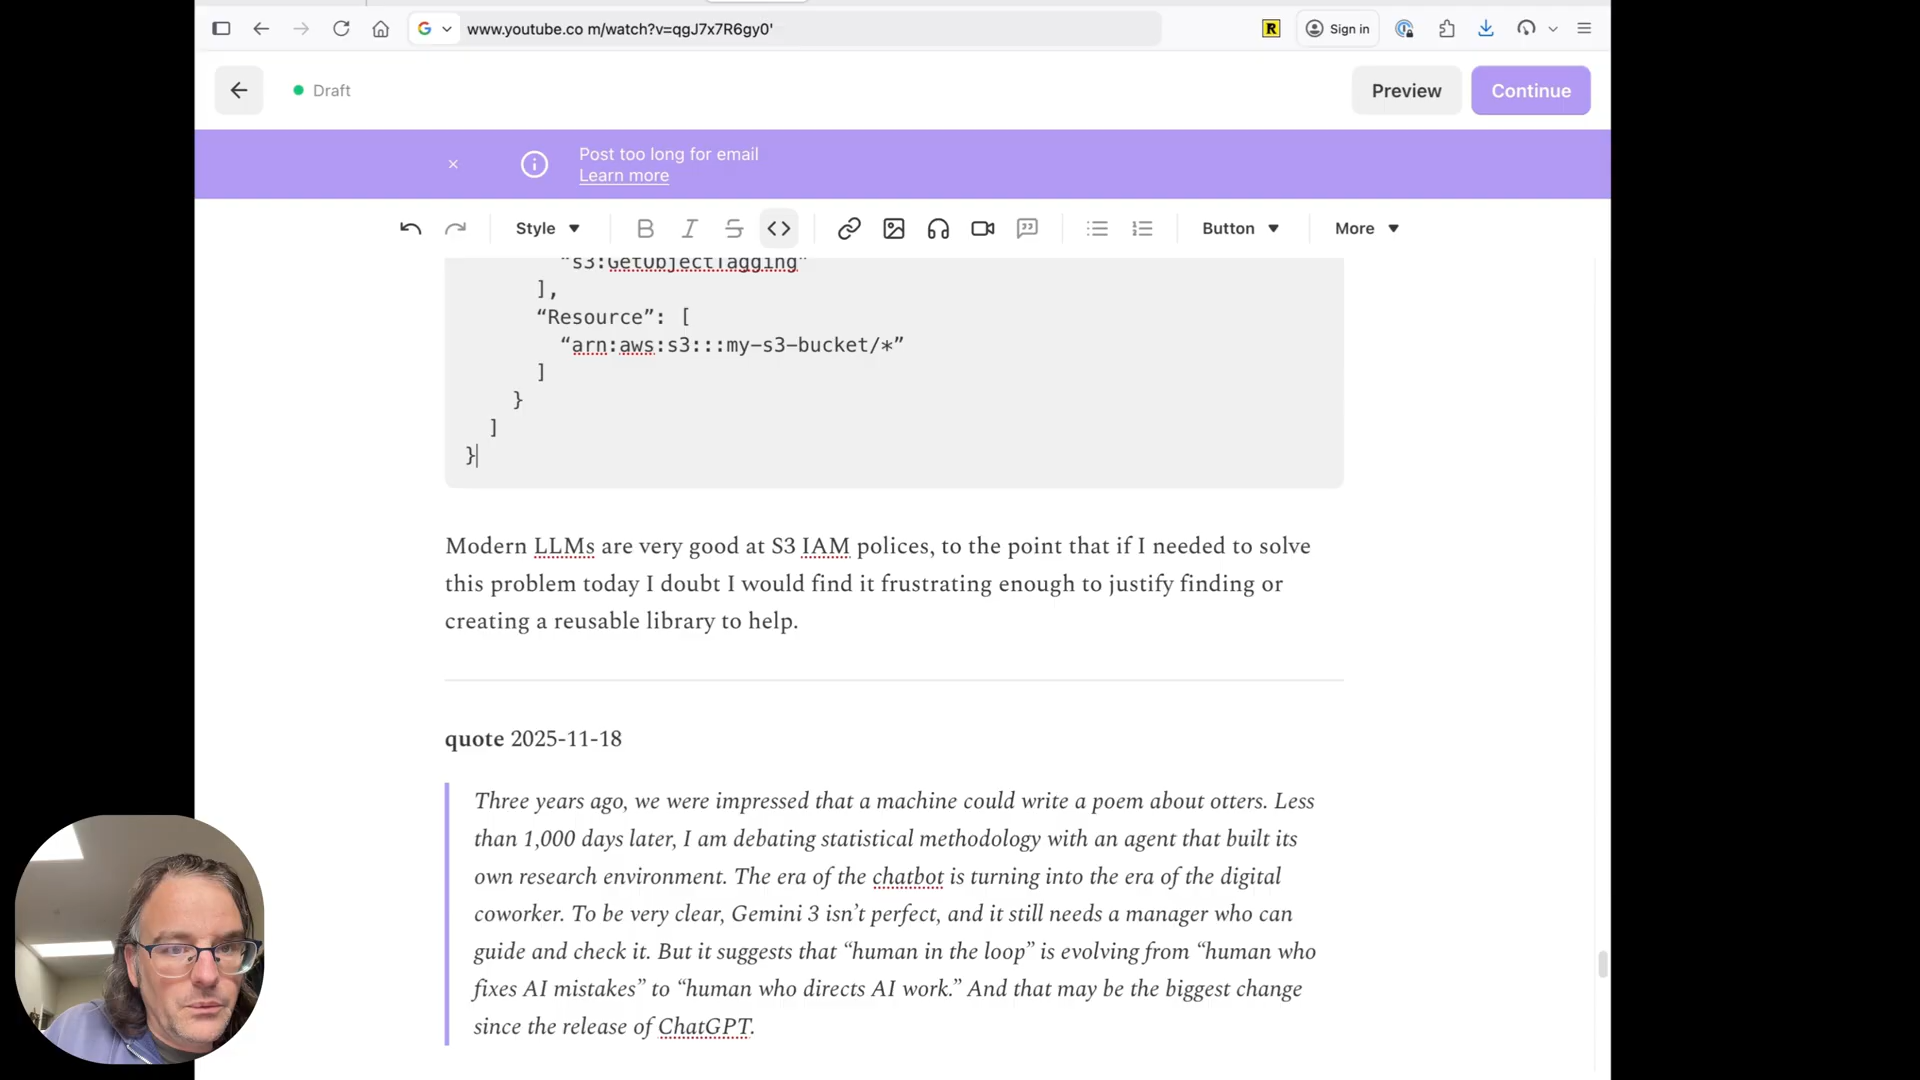 www.youtube.co m/watch?v=qgJ7x7R6gy0'
Sign in
Draft
Preview
Continue
Post too long for email
Learn more
Style
Button
More
“s3:GetObjectTagging”
],
“Resource”: [
“arn:aws:s3:::my-s3-bucket/*”
]
}
]
}
Modern LLMs are very good at S3 IAM polices, to the point that if I needed to solve
this problem today I doubt I would find it frustrating enough to justify finding or
creating a reusable library to help.
quote 2025-11-18
Three years ago, we were impressed that a machine could write a poem about otters. Less
than 1,000 days later, I am debating statistical methodology with an agent that built its
own research environment. The era of the chatbot is turning into the era of the digital
coworker. To be very clear, Gemini 3 isn’t perfect, and it still needs a manager who can
guide and check it. But it suggests that “human in the loop” is evolving from “human who
fixes AI mistakes” to “human who directs AI work.” And that may be the biggest change
since the release of ChatGPT.